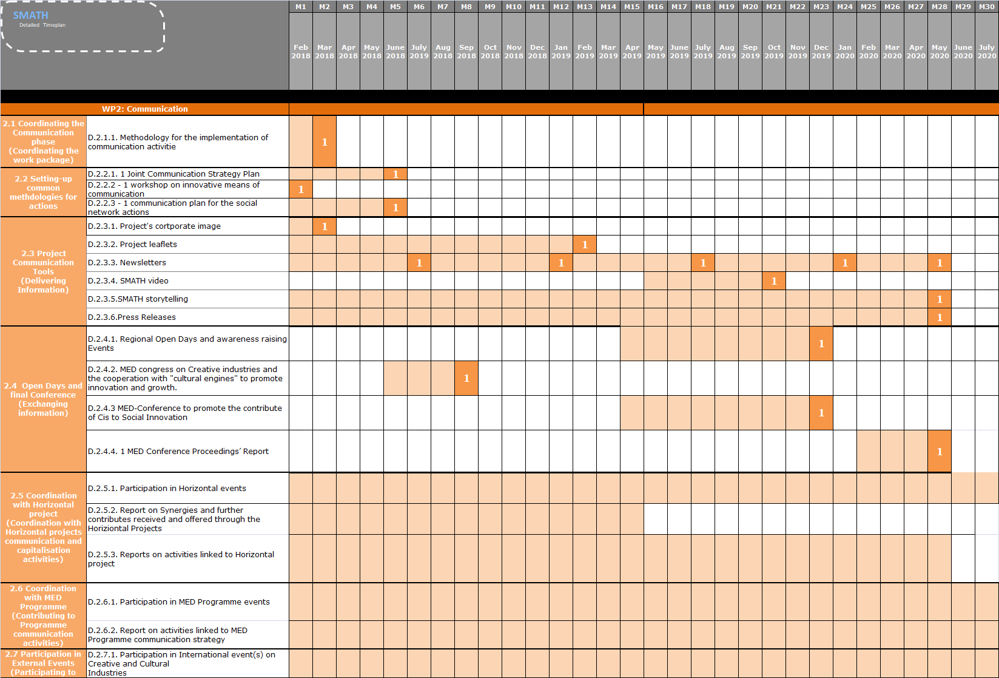 SMATH
Detailed Timeplan
M1 M2 M3 M4 M5 M6 M7 M8 M9 M10 M11 M12 M13 M14 M15 M16 M17 M18 M19 M20 M21 M22 M23 M24 M25 M26 M27 M28 M29 M30
Feb Mar Apr May June July Aug Sep Oct Nov Dec Jan Feb Mar Apr May June July Aug Sep Oct Nov Dec Jan Feb Mar Apr May June July
2018 2018 2018 2018 2018 2019 2018 2018 2018 2018 2018 2019 2019 2019 2019 2019 2019 2019 2019 2019 2019 2019 2019 2020 2020 2020 2020 2020 2020 2020
WP2: Communication
2.1 Coordinating the
Communication
phase
(Coordinating the
work package)
D.2.1.1. Methodology for the implementation of
communication activitie
1
2.2 Setting-up
common
methdologies for
actions
D.2.2.1. 1 Joint Communication Strategy Plan
1
D.2.2.2 - 1 workshop on innovative means of
communication
1
D.2.2.3 - 1 communication plan for the social
network actions
1
2.3 Project
Communication
Tools
(Delivering
Information)
D.2.3.1. Project's cortporate image
1
D.2.3.2. Project leaflets
1
D.2.3.3. Newsletters
1 1 1 1 1
D.2.3.4. SMATH video
1
D.2.3.5.SMATH storytelling
1
D.2.3.6.Press Releases
1
2.4 Open Days and
final Conference
(Exchanging
information)
D.2.4.1. Regional Open Days and awareness raising
Events
1
D.2.4.2. MED congress on Creative industries and
the cooperation with "cultural engines" to promote
innovation and growth.
1
D.2.4.3 MED-Conference to promote the contribute
of Cis to Social Innovation
1
D.2.4.4. 1 MED Conference Proceedings’ Report
1
2.5 Coordination
with Horizontal
project
(Coordination with
Horizontal projects
communication and
capitalisation
activities)
D.2.5.1. Participation in Horizontal events
D.2.5.2. Report on Synergies and further
contributes received and offered through the
Horiziontal Projects
D.2.5.3. Reports on activities linked to Horizontal
project
2.6 Coordination
with MED
Programme
(Contributing to
Programme
communication
activities)
D.2.6.1. Participation in MED Programme events
D.2.6.2. Report on activities linked to MED
Programme communication strategy
2.7 Participation in
External Events
(Participating to
D.2.7.1. Participation in International event(s) on
Creative and Cultural
Industries